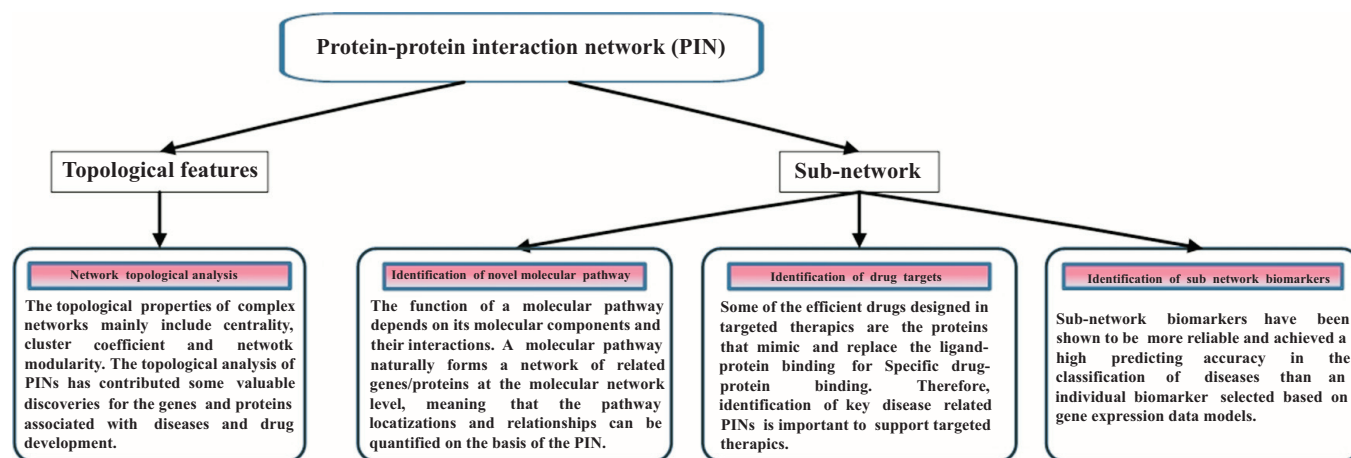 Protein-protein interaction network (PIN)
Topological features
Sub-network
Network topological analysis
The topological properties of complex
networks mainly include centrality,
cluster coefficient and netwotk
modularity. The topological analysis of
PINs has contributed some valuable
discoveries for the genes and proteins
associated with diseases and drug
development.
Identification of novel molecular pathway
The function of a molecular pathway
depends on its molecular components and
their interactions. A molecular pathway
naturally forms a network of related
genes/proteins at the molecular network
level, meaning that the pathway
locatizations and relationships can be
quantified on the basis of the PIN.
Identification of drug targets
Some of the efficient drugs designed in
targeted therapics are the proteins
that mimic and replace the ligand-
protein binding for Specific drug-
protein binding. Therefore,
identification of key disease related
PINs is important to support targeted
therapics.
Identification of sub network biomarkers
Sub-network biomarkers have been
shown to be more reliable and achieved a
high predicting accuracy in the
classification of diseases than an
individual biomarker selected based on
gene expression data models.